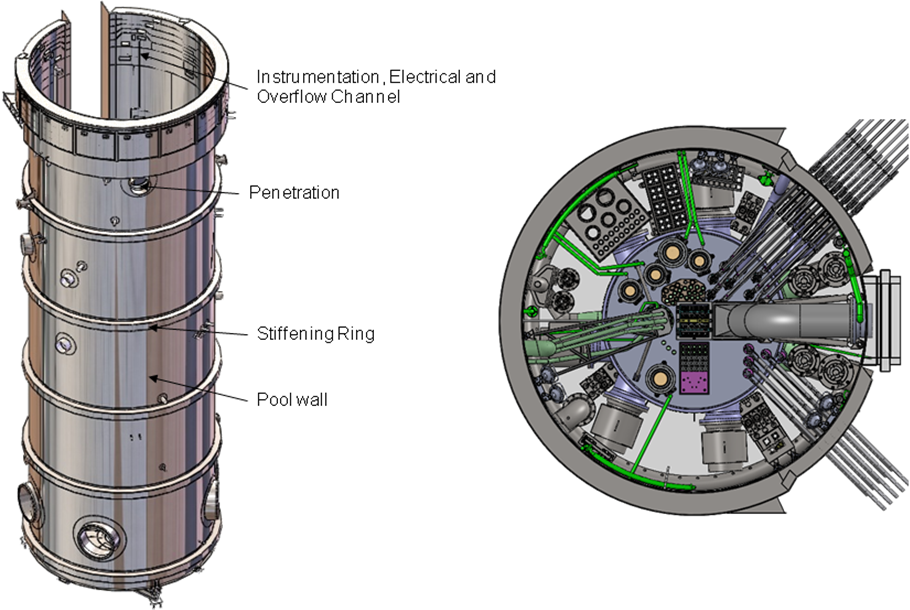 Instrumentation, Electrical and
Overflow Channel
Penetration
Stiffening Ring
Pool wall